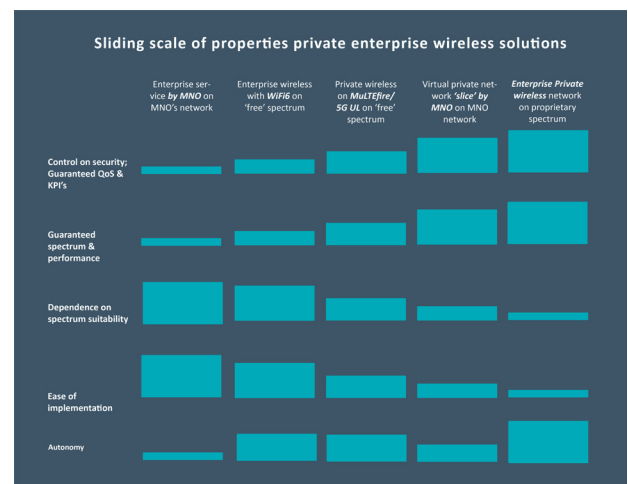 Sliding scale of properties private enterprise wireless solutions
Enterprise ser-
vice by MNO on
MNO's network
Enterprise wireless
with WiFi6 on
'free' spectrum
Private wireless
on MuLTEfire/
5G UL on 'free'
spectrum
Virtual private net-
work 'slice' by
MNO on MNO
network
Enterprise Private
wireless network
on proprietary
spectrum
Control on security;
Guaranteed QoS &
KPI's
Guaranteed
spectrum &
performance
Dependence on
spectrum suitability
Ease of
implementation
Autonomy